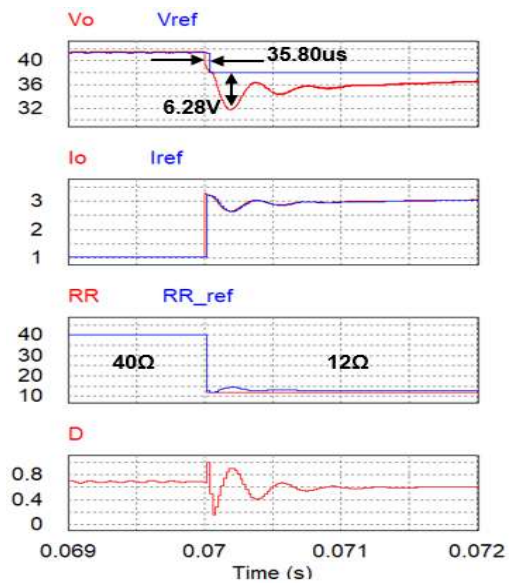 Vo Vref
40
36
32
35.80us
6.28V
Io Iref
3
2
1
RR RR_ref
40
30
20
10
40Ω
12Ω
D
0.8
0.4
0
0.069 0.07 0.071 0.072
Time (s)